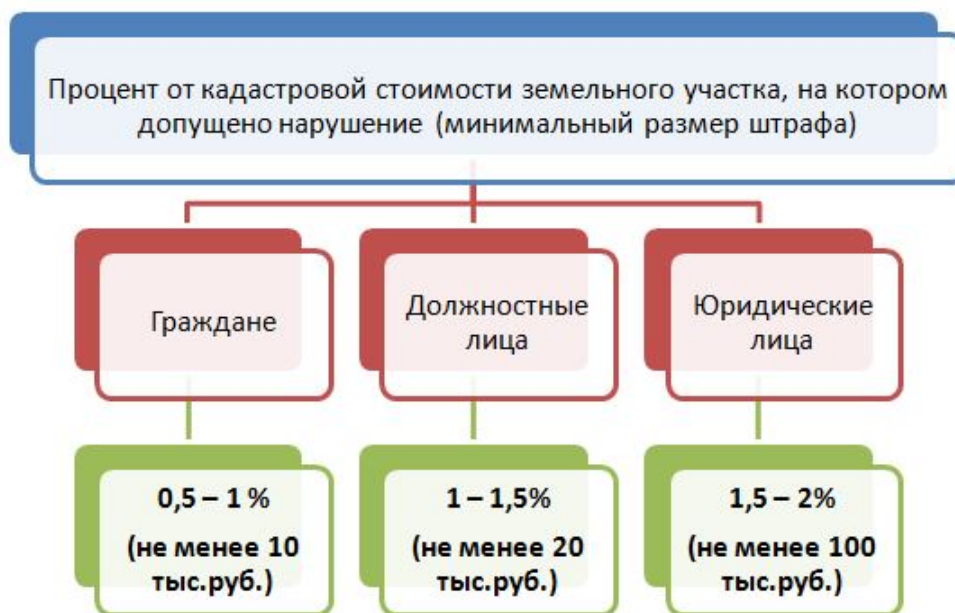 Процент от кадастровой стоимости земельного участка, на котором
допущено нарушение (минимальный размер штрафа)
Граждане
Должностные
лица
Юридические
лица
0,5 – 1 %
(не менее 10
тыс.руб.)
1 – 1,5%
(не менее 20
тыс.руб.)
1,5 – 2%
(не менее 100
тыс.руб.)